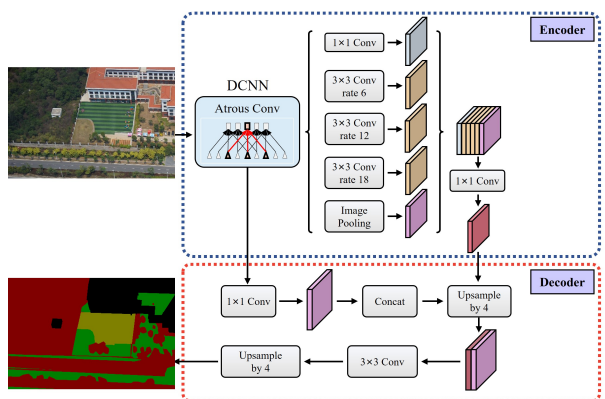 Encoder
DCNN
Atrous Conv
1×1 Conv
3×3 Conv
rate 6
3×3 Conv
rate 12
3×3 Conv
rate 18
Image
Pooling
1×1 Conv
Decoder
1×1 Conv
Concat
Upsample
by 4
Upsample
by 4
3×3 Conv